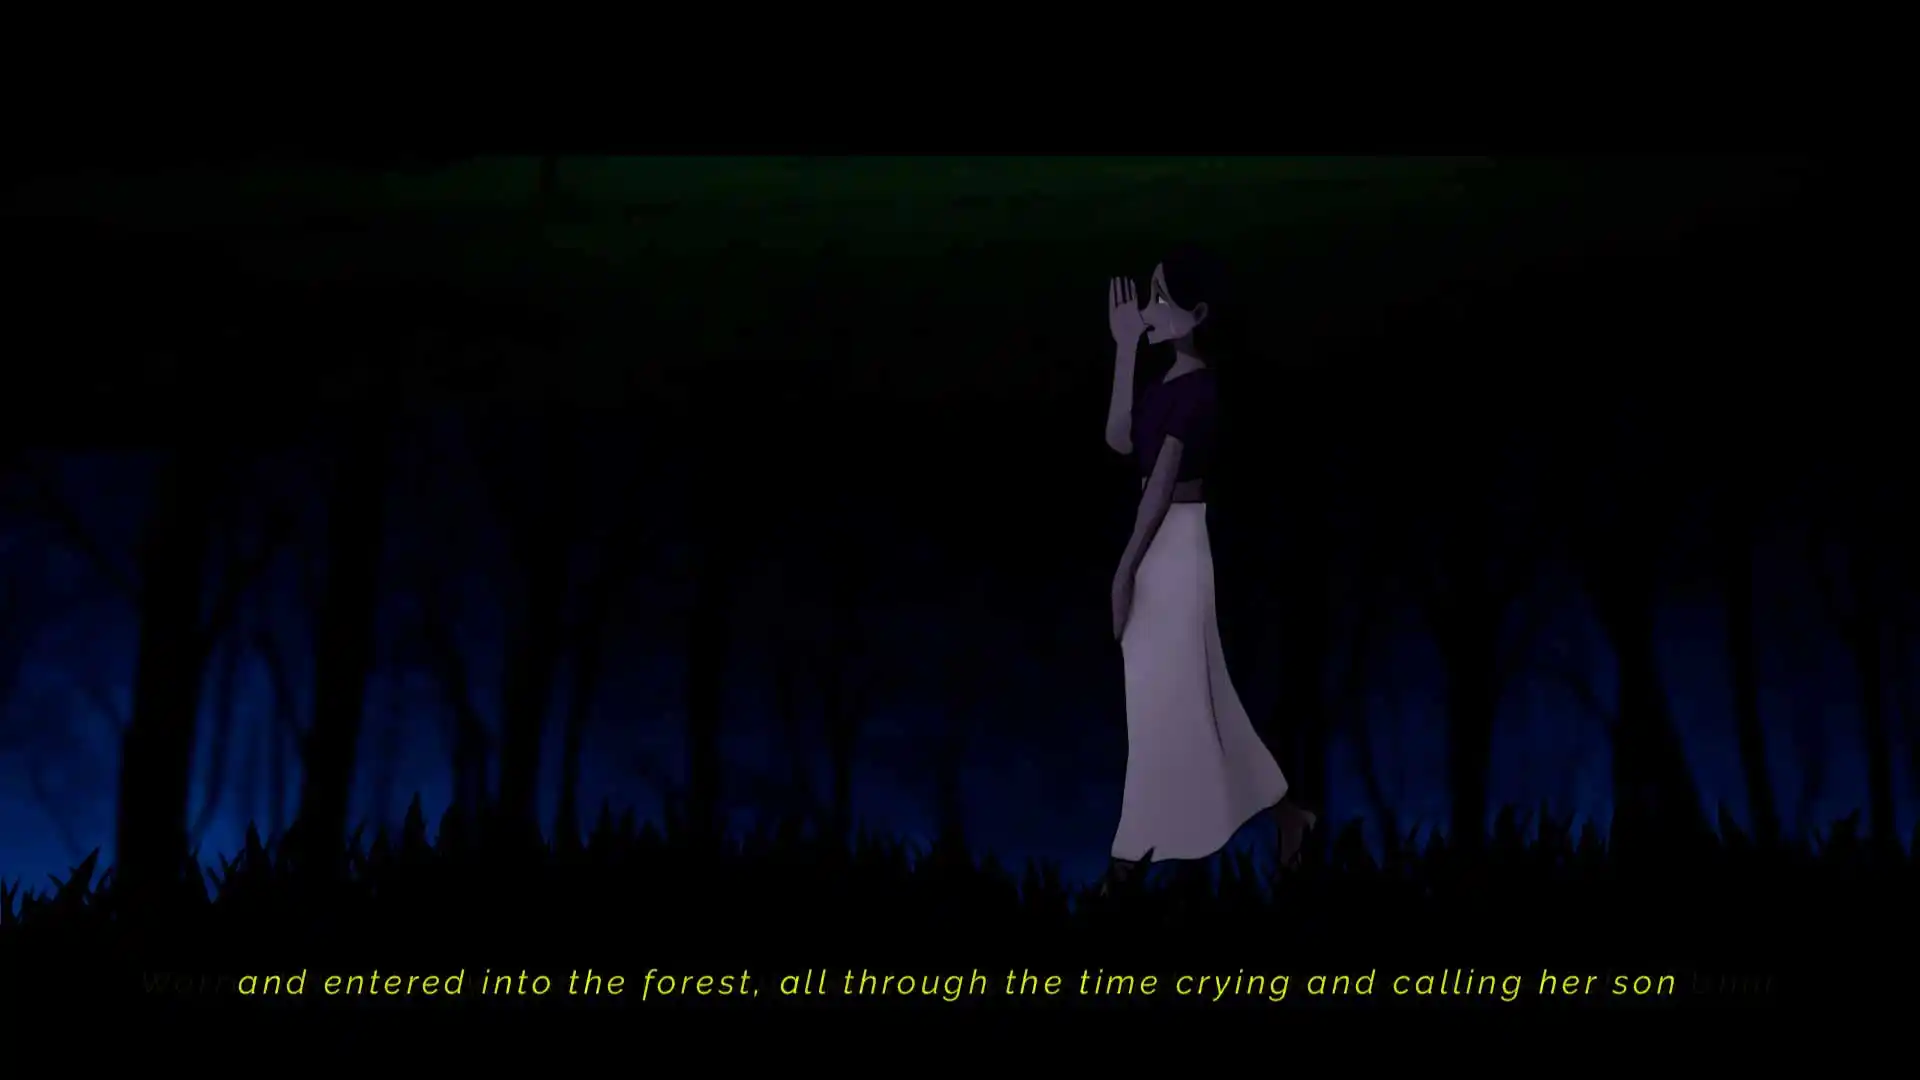 and entered into the forest, all through the time crying and calling her son